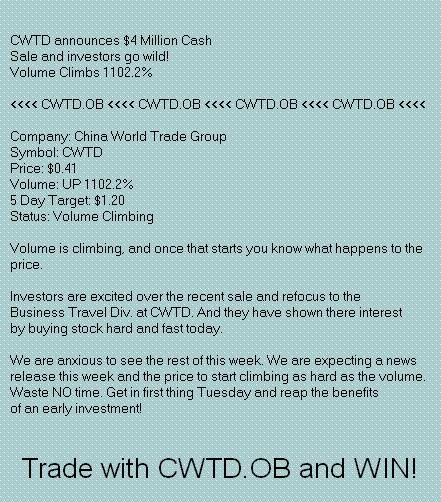 CWTD announces $4 Million Cash
Sale and investors go wild!
Volume Climbs 1102.2%
<<<< CWTD.OB <<<< CWTD.OB <<<< CWTD.OB <<<< CWTD.OB <<<<
Company: China World Trade Group
Symbol: CWTD
Price: $0.41
Volume: UP 1102.2%
5 Day Target: $1.20
Status: Volume Climbing
Volume is climbing, and once that starts you know what happens to the
price.
Investors are excited over the recent sale and refocus to the
Business Travel Div. at CWTD. And they have shown there interest
by buying stock hard and fast today.
We are anxious to see the rest of this week. We are expecting a news
release this week and the price to start climbing as hard as the volume.
Waste NO time. Get in first thing Tuesday and reap the benefits
of an early investment!
Trade with CWTD.OB and WIN!